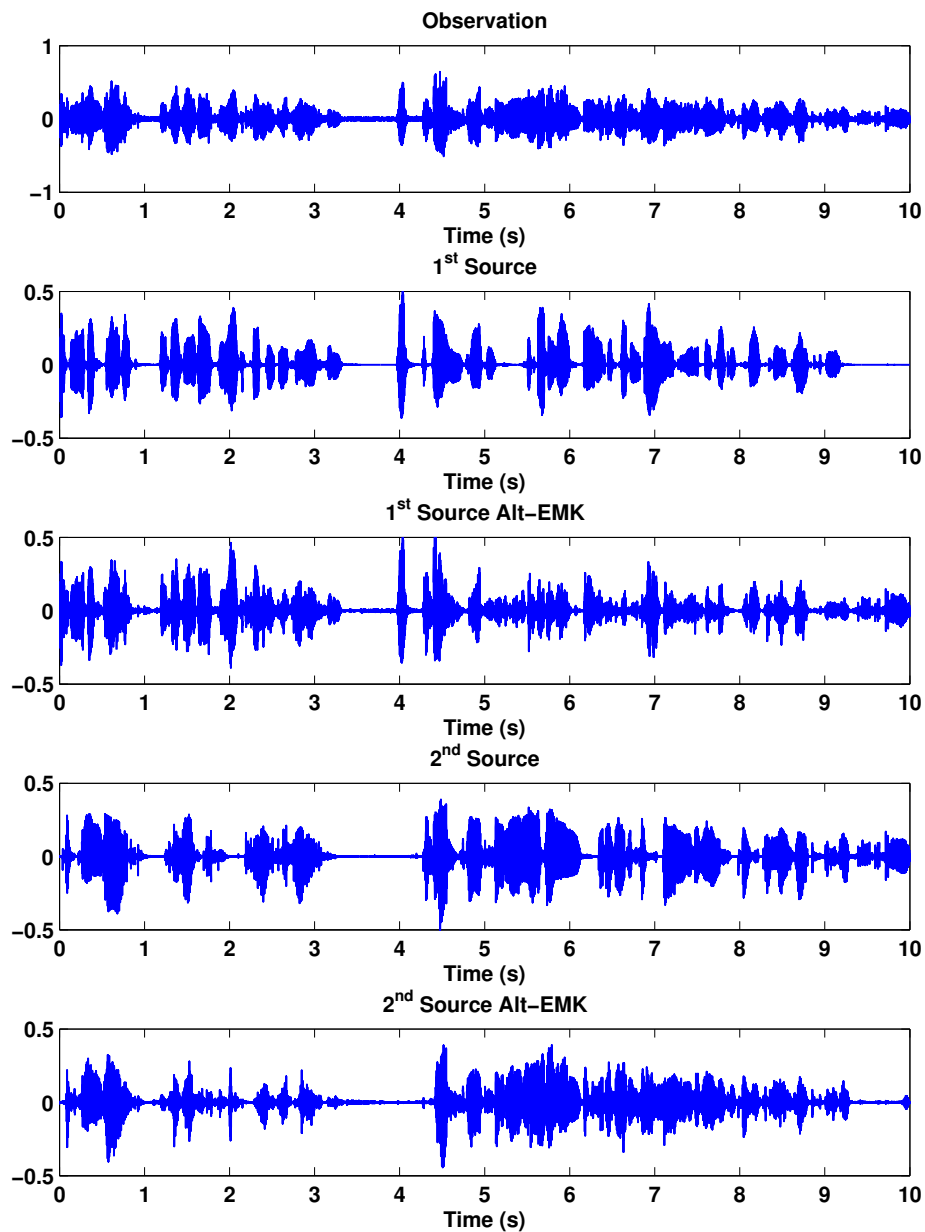 Observation
1
0
−1
0 1 2 3 4 5 6 7 8 9 10
Time (s)
1st Source
0.5
0
−0.5
0 1 2 3 4 5 6 7 8 9 10
Time (s)
1st Source Alt−EMK
0.5
0
−0.5
0 1 2 3 4 5 6 7 8 9 10
Time (s)
2nd Source
0.5
0
−0.5
0 1 2 3 4 5 6 7 8 9 10
Time (s)
2nd Source Alt−EMK
0.5
0
−0.5
0 1 2 3 4 5 6 7 8 9 10
Time (s)